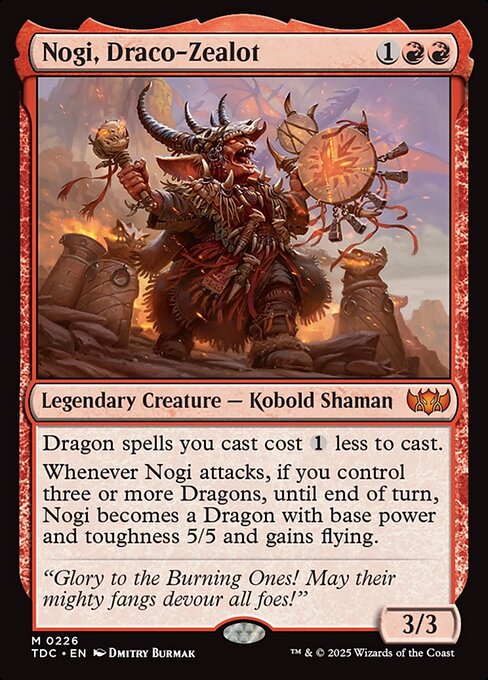 Nogi, Draco-Zealot 1
Legendary Creature — Kobold Shaman
Dragon spells you cast cost 1 less to cast.
Whenever Nogi attacks, if you control
three or more Dragons, until end of turn,
Nogi becomes a Dragon with base power
and toughness 5/5 and gains flying.
“Glory to the Burning Ones! May their
mighty fangs devour all foes!”
3/3
M 0226
TDC • EN Dmitry Burmak
™ & © 2025 Wizards of the Coast